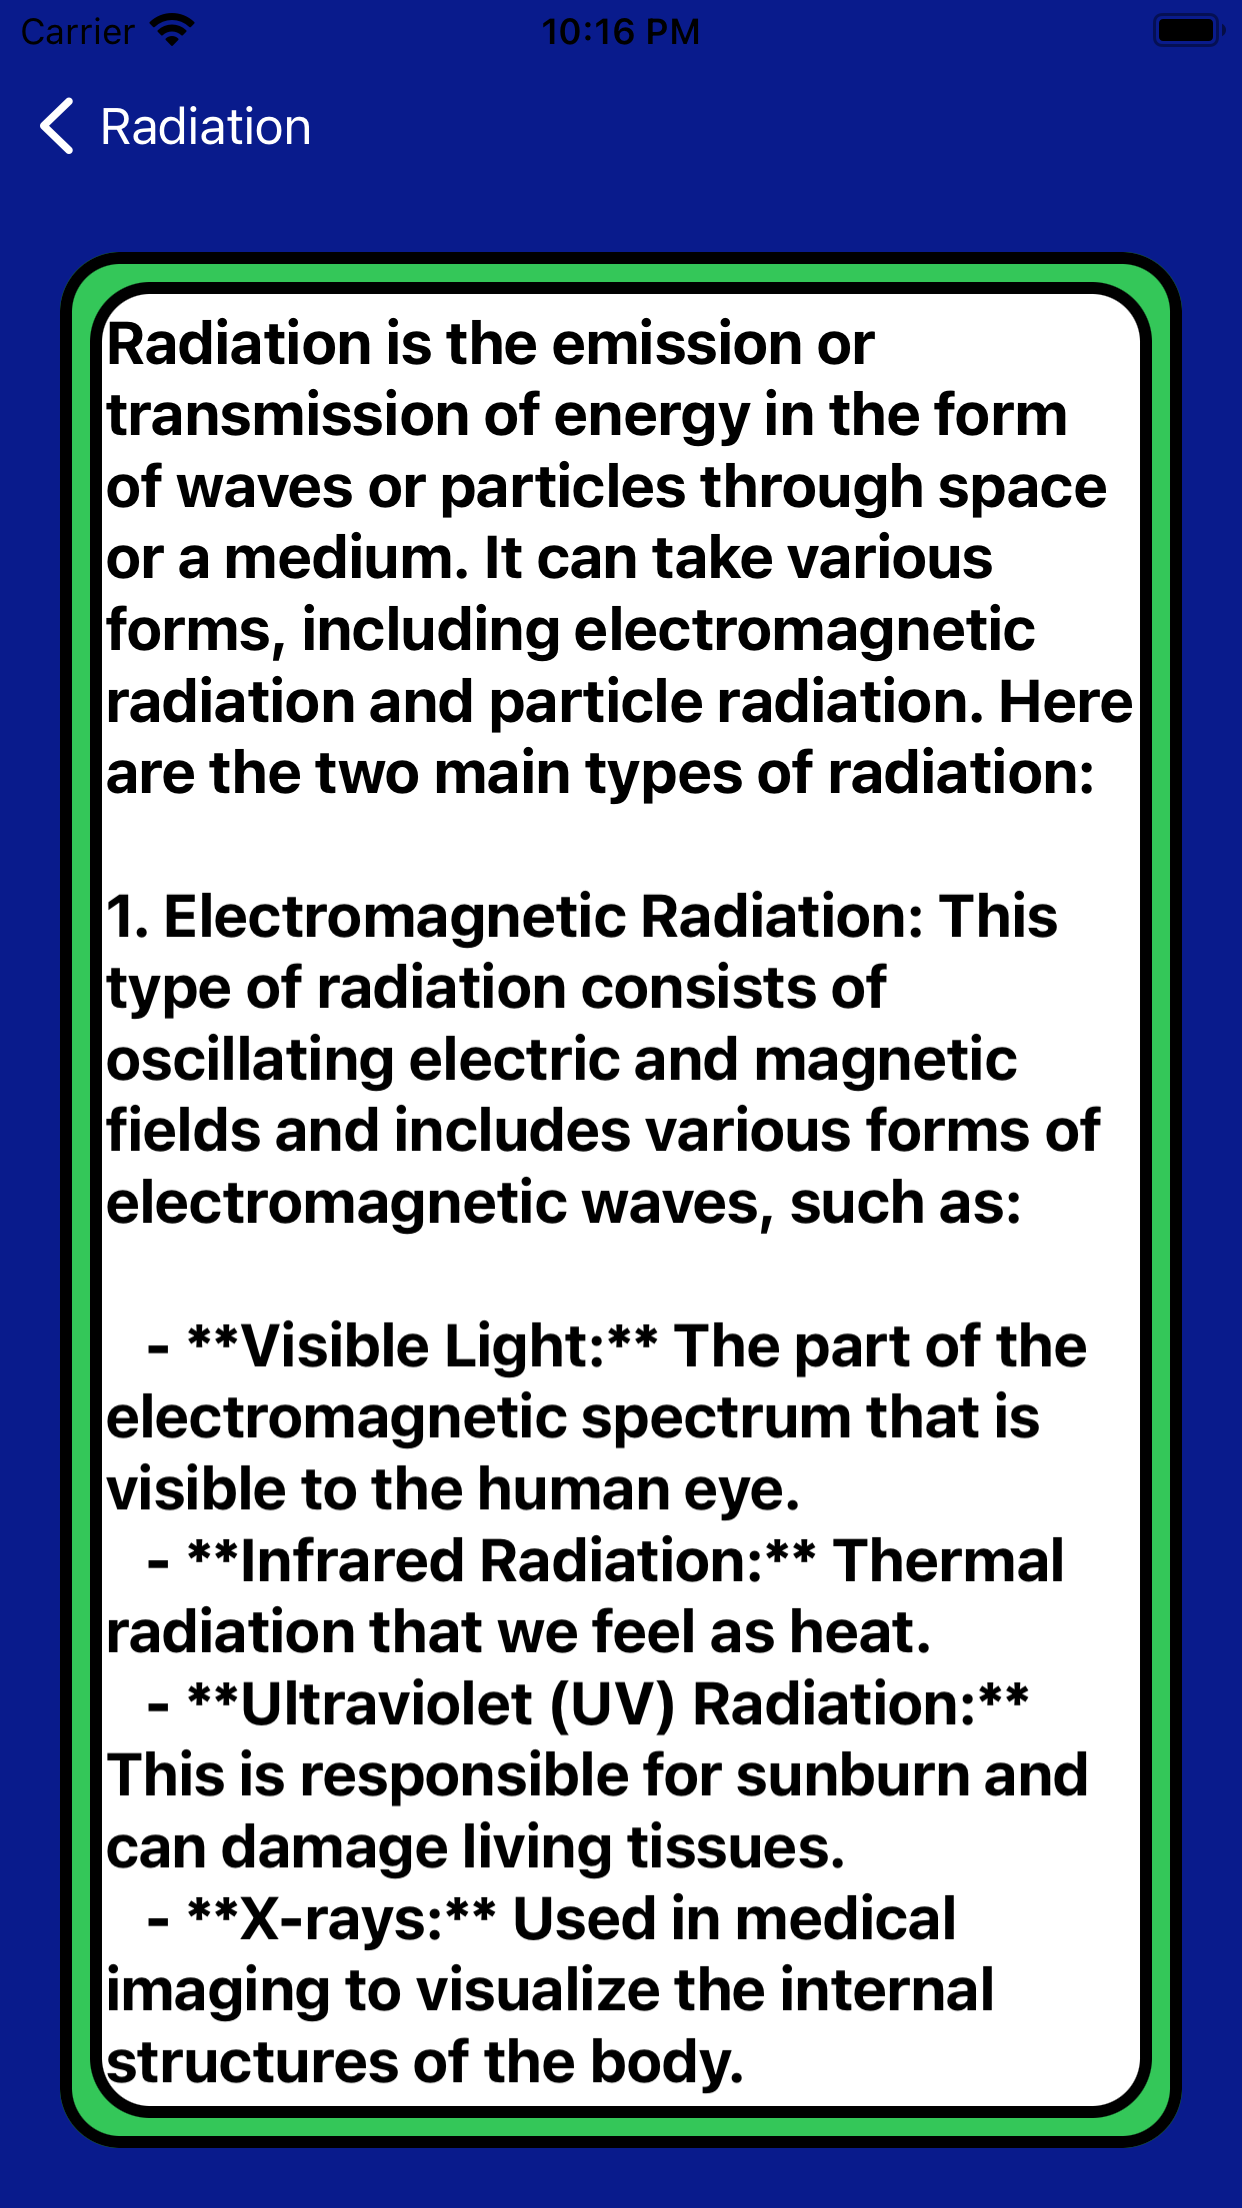 Carrier 10:16 PM
Radiation
Radiation is the emission or
transmission of energy in the form
of waves or particles through space
or a medium. It can take various
forms, including electromagnetic
radiation and particle radiation. Here
are the two main types of radiation:
1. Electromagnetic Radiation: This
type of radiation consists of
oscillating electric and magnetic
fields and includes various forms of
electromagnetic waves, such as:
- **Visible Light:** The part of the
electromagnetic spectrum that is
visible to the human eye.
- **Infrared Radiation:** Thermal
radiation that we feel as heat.
- **Ultraviolet (UV) Radiation:**
This is responsible for sunburn and
can damage living tissues.
- **X-rays:** Used in medical
imaging to visualize the internal
structures of the body.